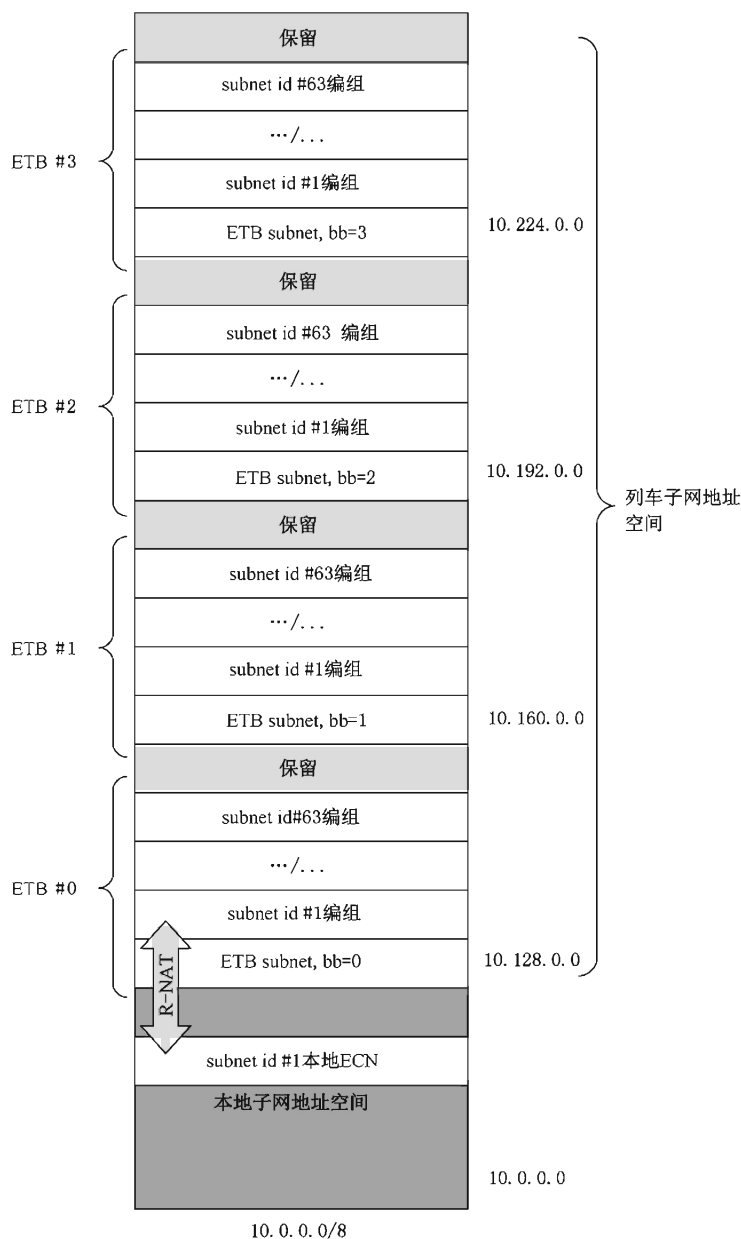 保留
subnet id #63编组
…/...
ETB #3
subnet id #1编组
ETB subnet, bb=3
10.224.0.0
保留
subnet id #63 编组
…/...
ETB #2
subnet id #1编组
ETB subnet, bb=2
10.192.0.0
列车子网地址
空间
保留
subnet id #63编组
…/...
ETB #1
subnet id #1编组
ETB subnet, bb=1
10.160.0.0
保留
subnet id#63编组
…/...
ETB #0
subnet id #1编组
ETB subnet, bb=0
10.128.0.0
R-NAT
subnet id #1本地ECN
本地子网地址空间
10.0.0.0
10.0.0.0/8